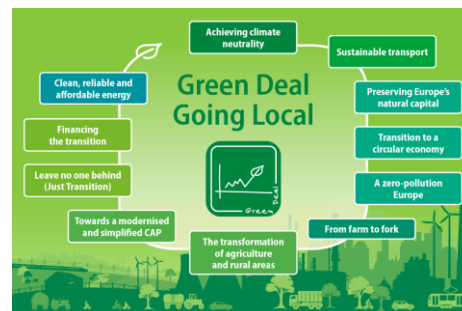 Achieving climate
neutrality
Sustainable transport
Clean, reliable and
affordable energy
Green Deal
Going Local
Preserving Europe's
natural capital
Financing
the transition
Transition to a
circular economy
Leave no one behind
(Just Transition)
A zero-pollution
Europe
Green Deal
Towards a modernised
and simplified CAP
From farm to fork
The transformation
of agriculture
and rural areas